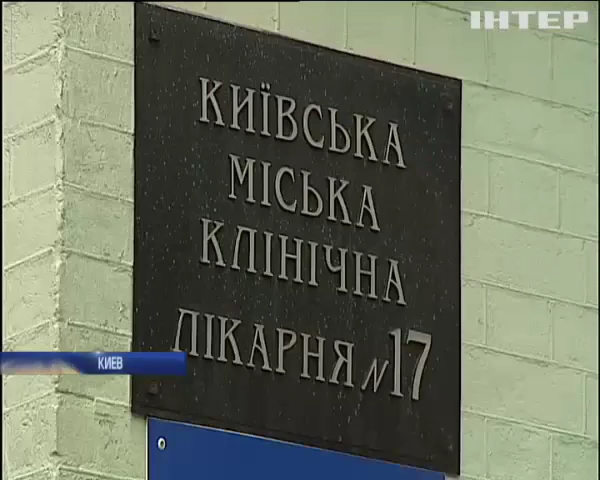 ІНТЕР
КИЇВСЬКА
МІСЬКА
КЛІНІЧНА
ЛІКАРНЯ №17
КИЕВ